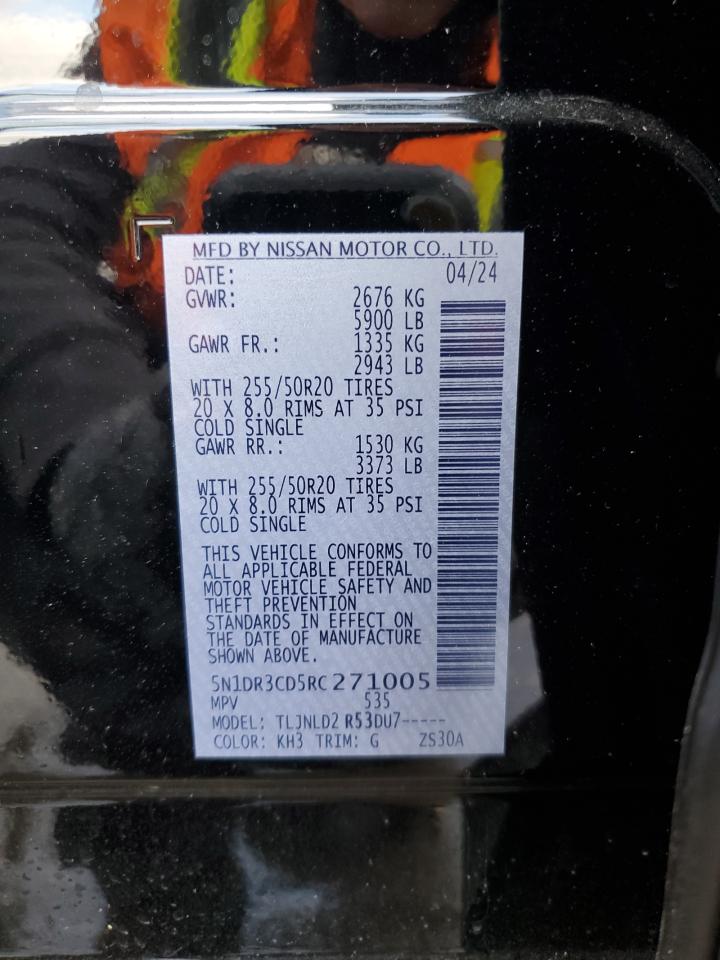 MFD BY NISSAN MOTOR CO., LTD.
DATE: 04/24
GVWR: 2676 KG
5900 LB
GAWR FR.: 1335 KG
2943 LB
WITH 255/50R20 TIRES
20 X 8.0 RIMS AT 35 PSI
COLD SINGLE
GAWR RR.: 1530 KG
3373 LB
WITH 255/50R20 TIRES
20 X 8.0 RIMS AT 35 PSI
COLD SINGLE
THIS VEHICLE CONFORMS TO
ALL APPLICABLE FEDERAL
MOTOR VEHICLE SAFETY AND
THEFT PREVENTION
STANDARDS IN EFFECT ON
THE DATE OF MANUFACTURE
SHOWN ABOVE.
5N1DR3CD5RC271005
MPV 535
MODEL: TLJNLD2 R53DU7-----
COLOR: KH3 TRIM: G ZS30A